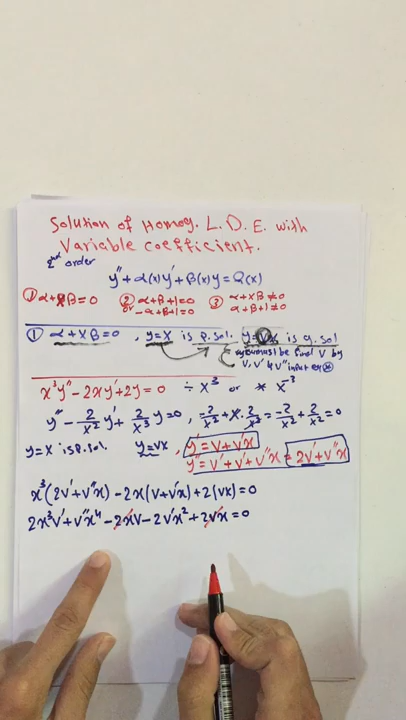 Solution of Homog. L. D. E. with
Variable coefficient.
2nd order
y'' + α(x)y' + β(x)y = Q(x)
① α+xβ=0 ② α+β+1=0 ③ α+xβ≠0
or -α+β+1=0 α+β+1≠0
① α+xβ=0 , y=x is p.sol. y=vx is g.sol
must be find v by
v, v' & v'' in put eq
x³y'' - 2xy' + 2y = 0 ÷ x³ or * x⁻³
y'' - 2/x² y' + 2/x³ y = 0, -2/x² + x · 2/x³ = -2/x² + 2/x² = 0
y=x is p.sol. y=vx , y' = v + v'x
y'' = v' + v' + v''x = 2v' + v''x
x³(2v' + v''x) - 2x(v + v'x) + 2(vx) = 0
2x³v' + v''x⁴ - 2xv - 2v'x² + 2vx = 0